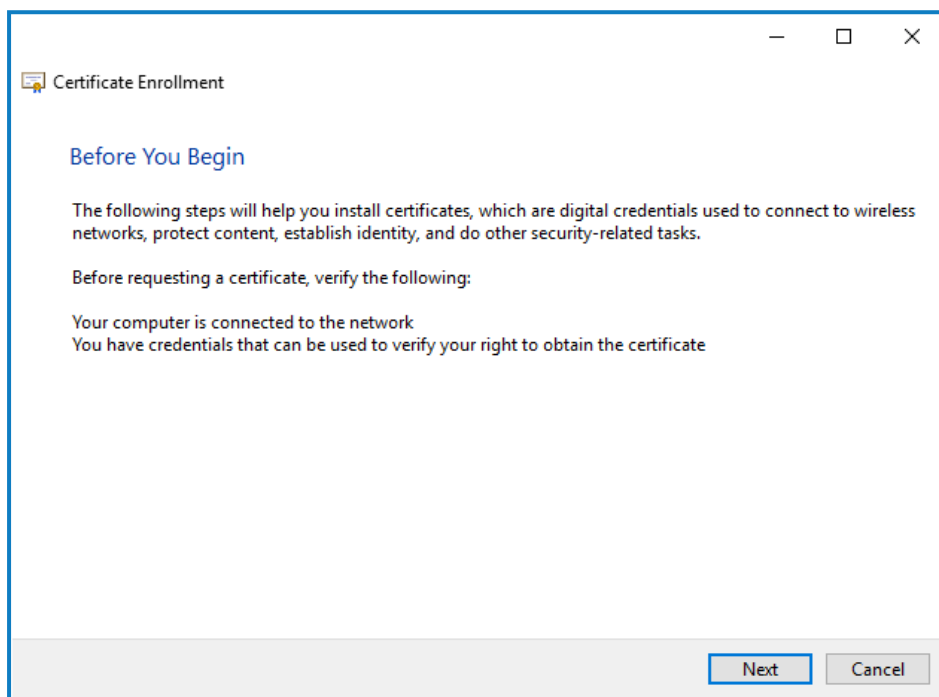 Certificate Enrollment
Before You Begin
The following steps will help you install certificates, which are digital credentials used to connect to wireless
networks, protect content, establish identity, and do other security-related tasks.
Before requesting a certificate, verify the following:
Your computer is connected to the network
You have credentials that can be used to verify your right to obtain the certificate
Next
Cancel